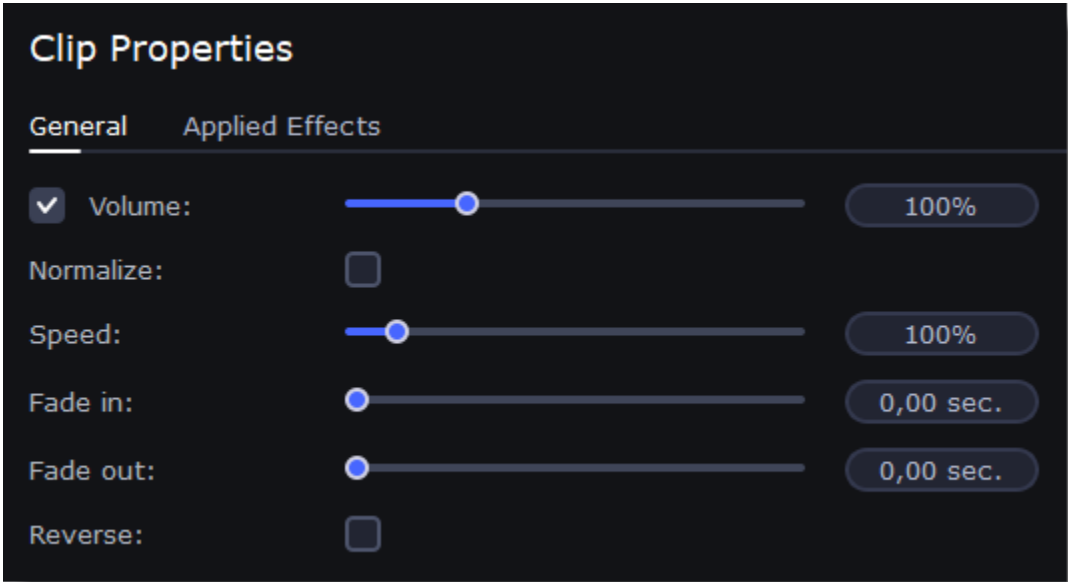 Clip Properties
General Applied Effects
Volume: 100%
Normalize:
Speed: 100%
Fade in: 0,00 sec.
Fade out: 0,00 sec.
Reverse: